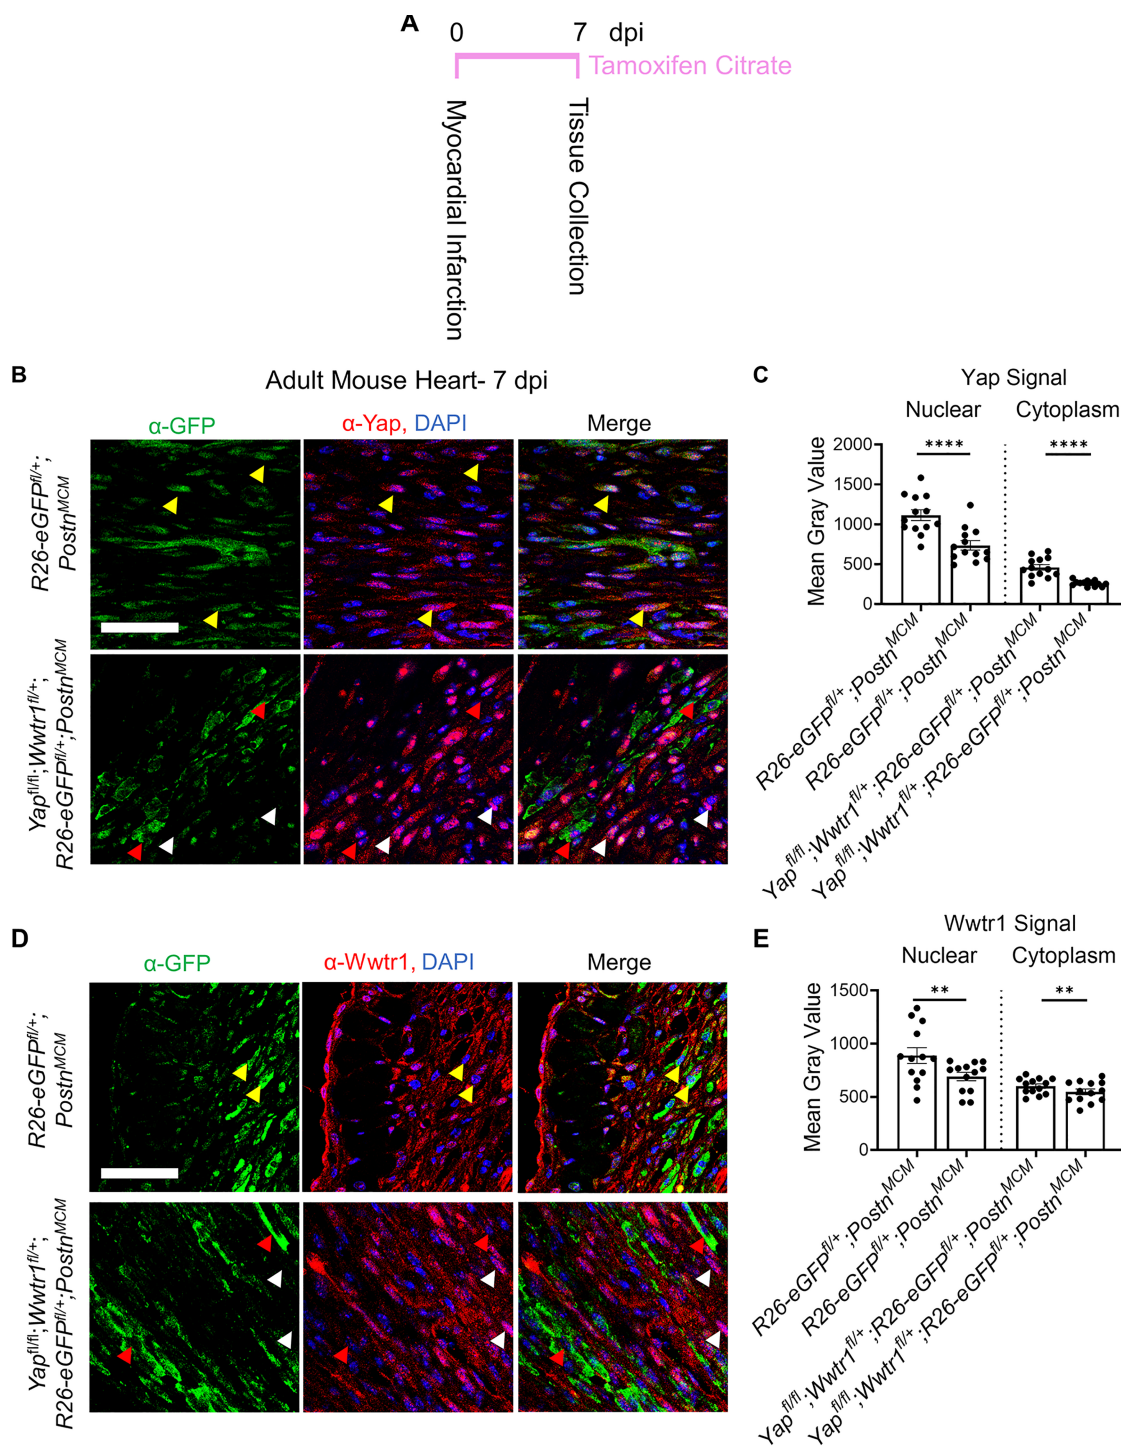 A
0 7 dpi
Tamoxifen Citrate
Myocardial Infarction
Tissue Collection
B
Adult Mouse Heart- 7 dpi
α-GFP
α-Yap, DAPI
Merge
R26-eGFPfl/+;
PostnMCM
Yapfl/fl;Wwtr1fl/+;
R26-eGFPfl/+;PostnMCM
C
Yap Signal
Nuclear Cytoplasm
Mean Gray Value
2000
1500
1000
500
0
**** ****
R26-eGFPfl/+;PostnMCM
R26-eGFPfl/+;PostnMCM
Yapfl/fl;Wwtr1fl/+;R26-eGFPfl/+;PostnMCM
Yapfl/fl;Wwtr1fl/+;R26-eGFPfl/+;PostnMCM
D
α-GFP
α-Wwtr1, DAPI
Merge
R26-eGFPfl/+;
PostnMCM
Yapfl/fl;Wwtr1fl/+;
R26-eGFPfl/+;PostnMCM
E
Wwtr1 Signal
Nuclear Cytoplasm
Mean Gray Value
1500
1000
500
0
** **
R26-eGFPfl/+;PostnMCM
R26-eGFPfl/+;PostnMCM
Yapfl/fl;Wwtr1fl/+;R26-eGFPfl/+;PostnMCM
Yapfl/fl;Wwtr1fl/+;R26-eGFPfl/+;PostnMCM